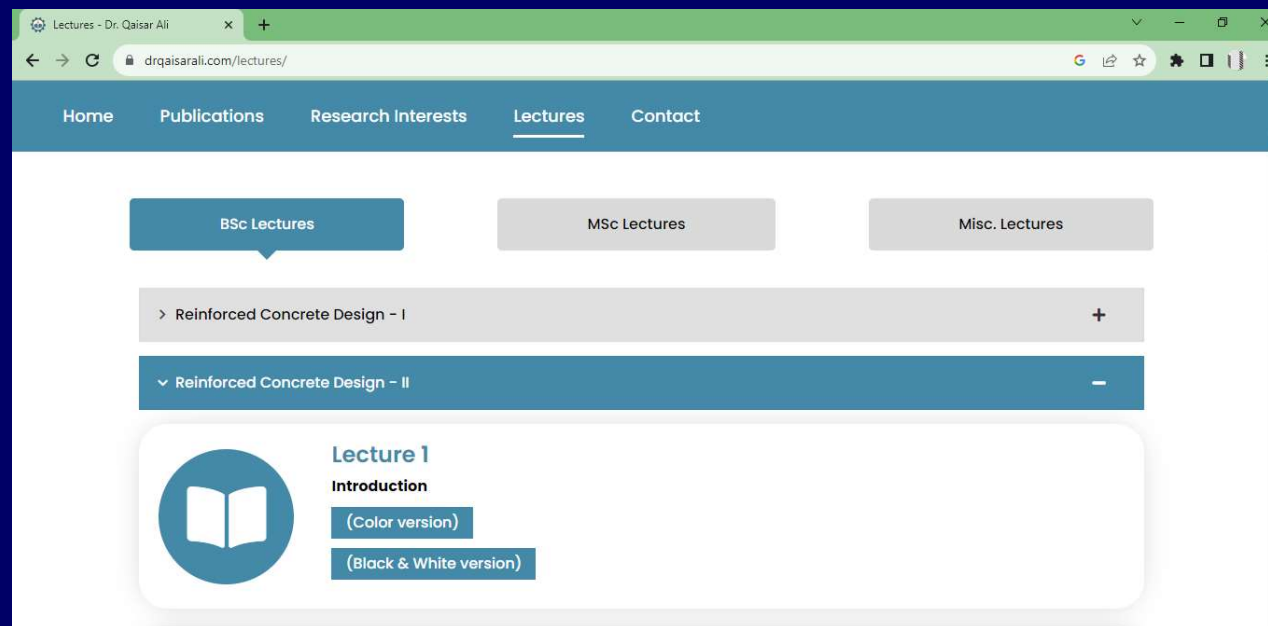 Lectures - Dr. Qaisar Ali
drqaisarali.com/lectures/
Home Publications Research Interests Lectures Contact
BSc Lectures MSc Lectures Misc. Lectures
Reinforced Concrete Design - I
Reinforced Concrete Design - II
Lecture 1
Introduction
(Color version)
(Black & White version)